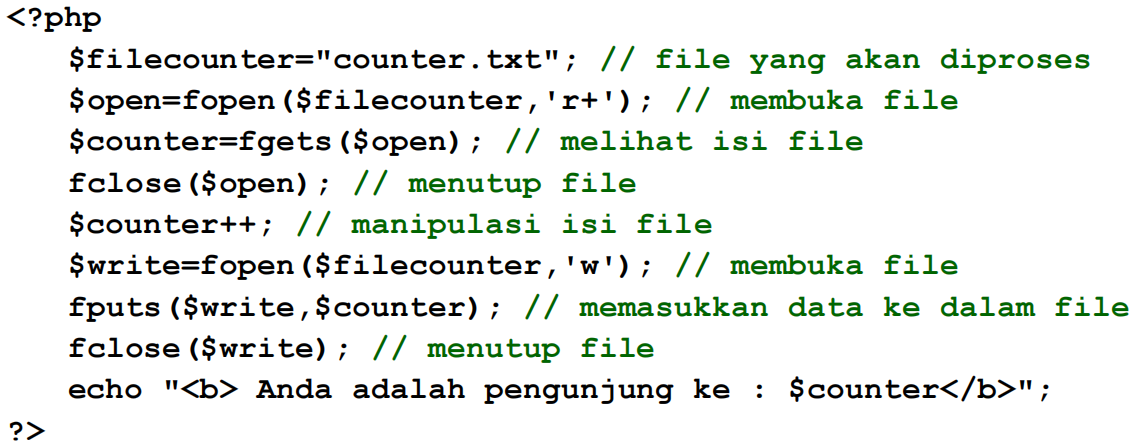 <?php
$filecounter="counter.txt"; // file yang akan diproses
$open=fopen($filecounter,'r+'); // membuka file
$counter=fgets($open); // melihat isi file
fclose($open); // menutup file
$counter++; // manipulasi isi file
$write=fopen($filecounter,'w'); // membuka file
fputs($write,$counter); // memasukkan data ke dalam file
fclose($write); // menutup file
echo "<b> Anda adalah pengunjung ke : $counter</b>";
?>